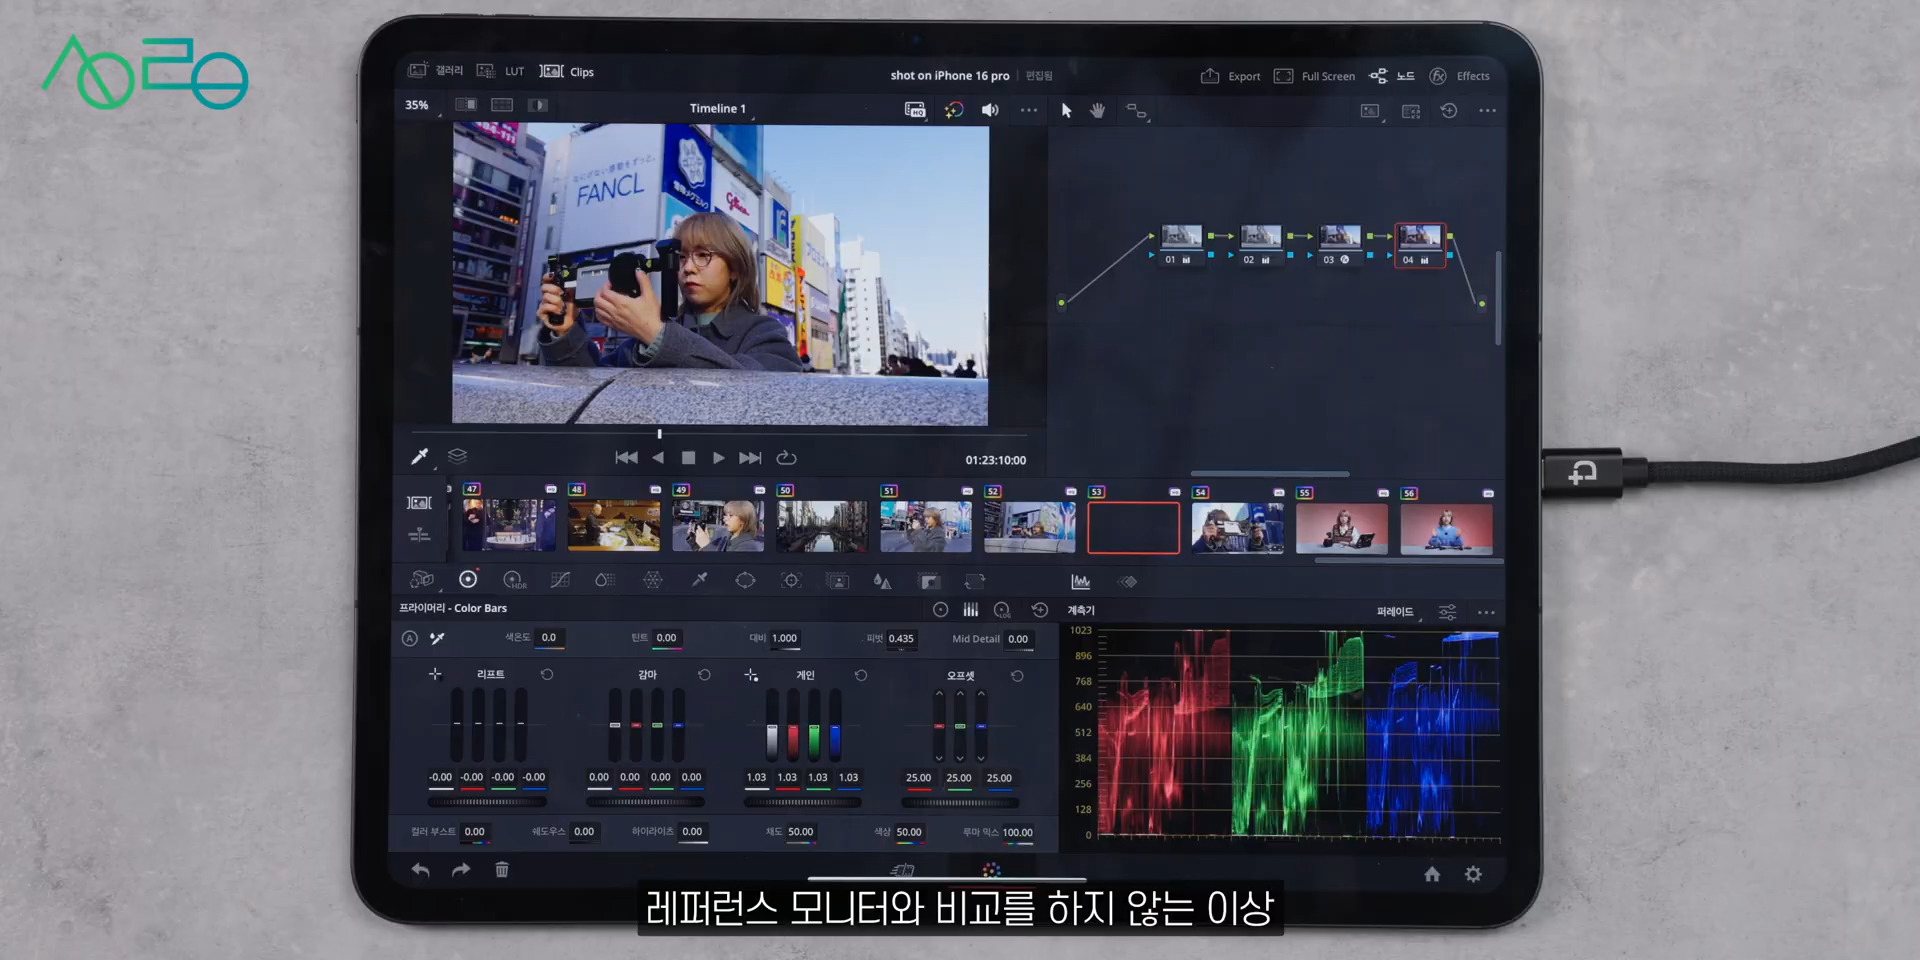 갤러리 LUT Clips
shot on iPhone 16 pro 편집됨
Export Full Screen 노드 Effects
35%
Timeline 1
HQ
FANCL
Glico
01 02 03 04
01:23:10:00
47 48 49 50 51 52 53 54 55 56
HDR
프라이머리 - Color Bars
LOG
계측기
퍼레이드
A
색온도 0.0 틴트 0.00 대비 1.000 피벗 0.435 Mid Detail 0.00
리프트 감마 게인 오프셋
-0.00 -0.00 -0.00 -0.00 0.00 0.00 0.00 0.00 1.03 1.03 1.03 1.03 25.00 25.00 25.00
컬러 부스트 0.00 쉐도우스 0.00 하이라이츠 0.00 채도 50.00 색상 50.00 루마 믹스 100.00
1023
896
768
640
512
384
256
128
0
레퍼런스 모니터와 비교를 하지 않는 이상